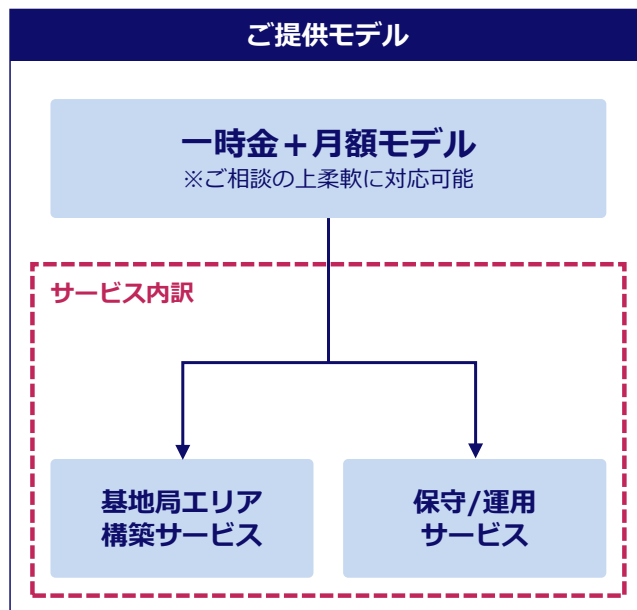 ご提供モデル
一時金＋月額モデル
※ご相談の上柔軟に対応可能
サービス内訳
基地局エリア
構築サービス
保守/運用
サービス